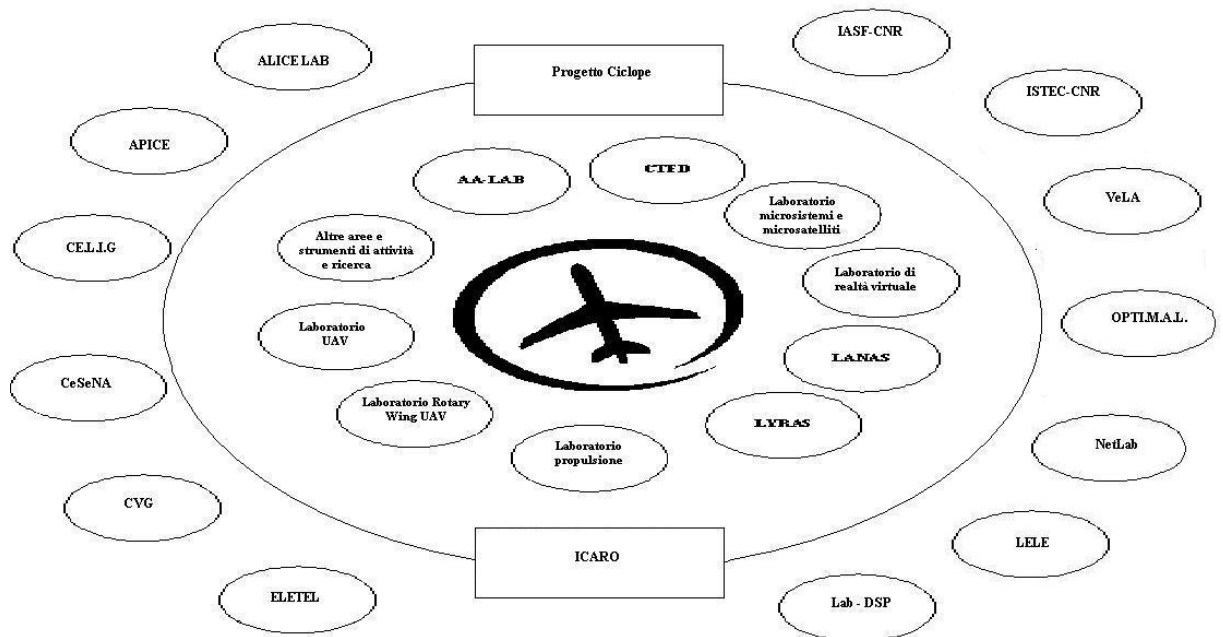 ALICE LAB
Progetto Ciclope
IASF-CNR
ISTEC-CNR
APICE
AA-LAB
CTFD
Laboratorio
microsistemi e
microsatelliti
VeLA
CE.L.I.G
Altre aree e
strumenti di attività
e ricerca
Laboratorio di
realtà virtuale
Laboratorio
UAV
OPTI.M.A.L.
LANAS
CeSeNA
Laboratorio Rotary
Wing UAV
LYRAS
Laboratorio
propulsione
NetLab
CVG
ICARO
LELE
ELETEL
Lab - DSP